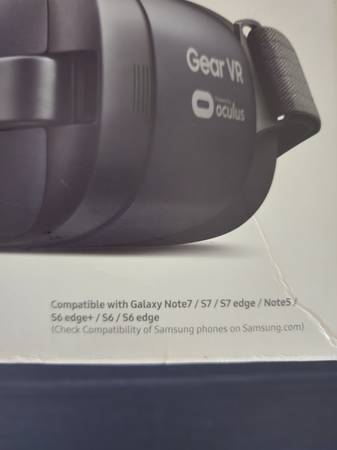 Gear VR
oculus
Compatible with Galaxy Note7 / S7 / S7 edge / Note5 /
S6 edge+ / S6 / S6 edge
(Check Compatibility of Samsung phones on Samsung.com)